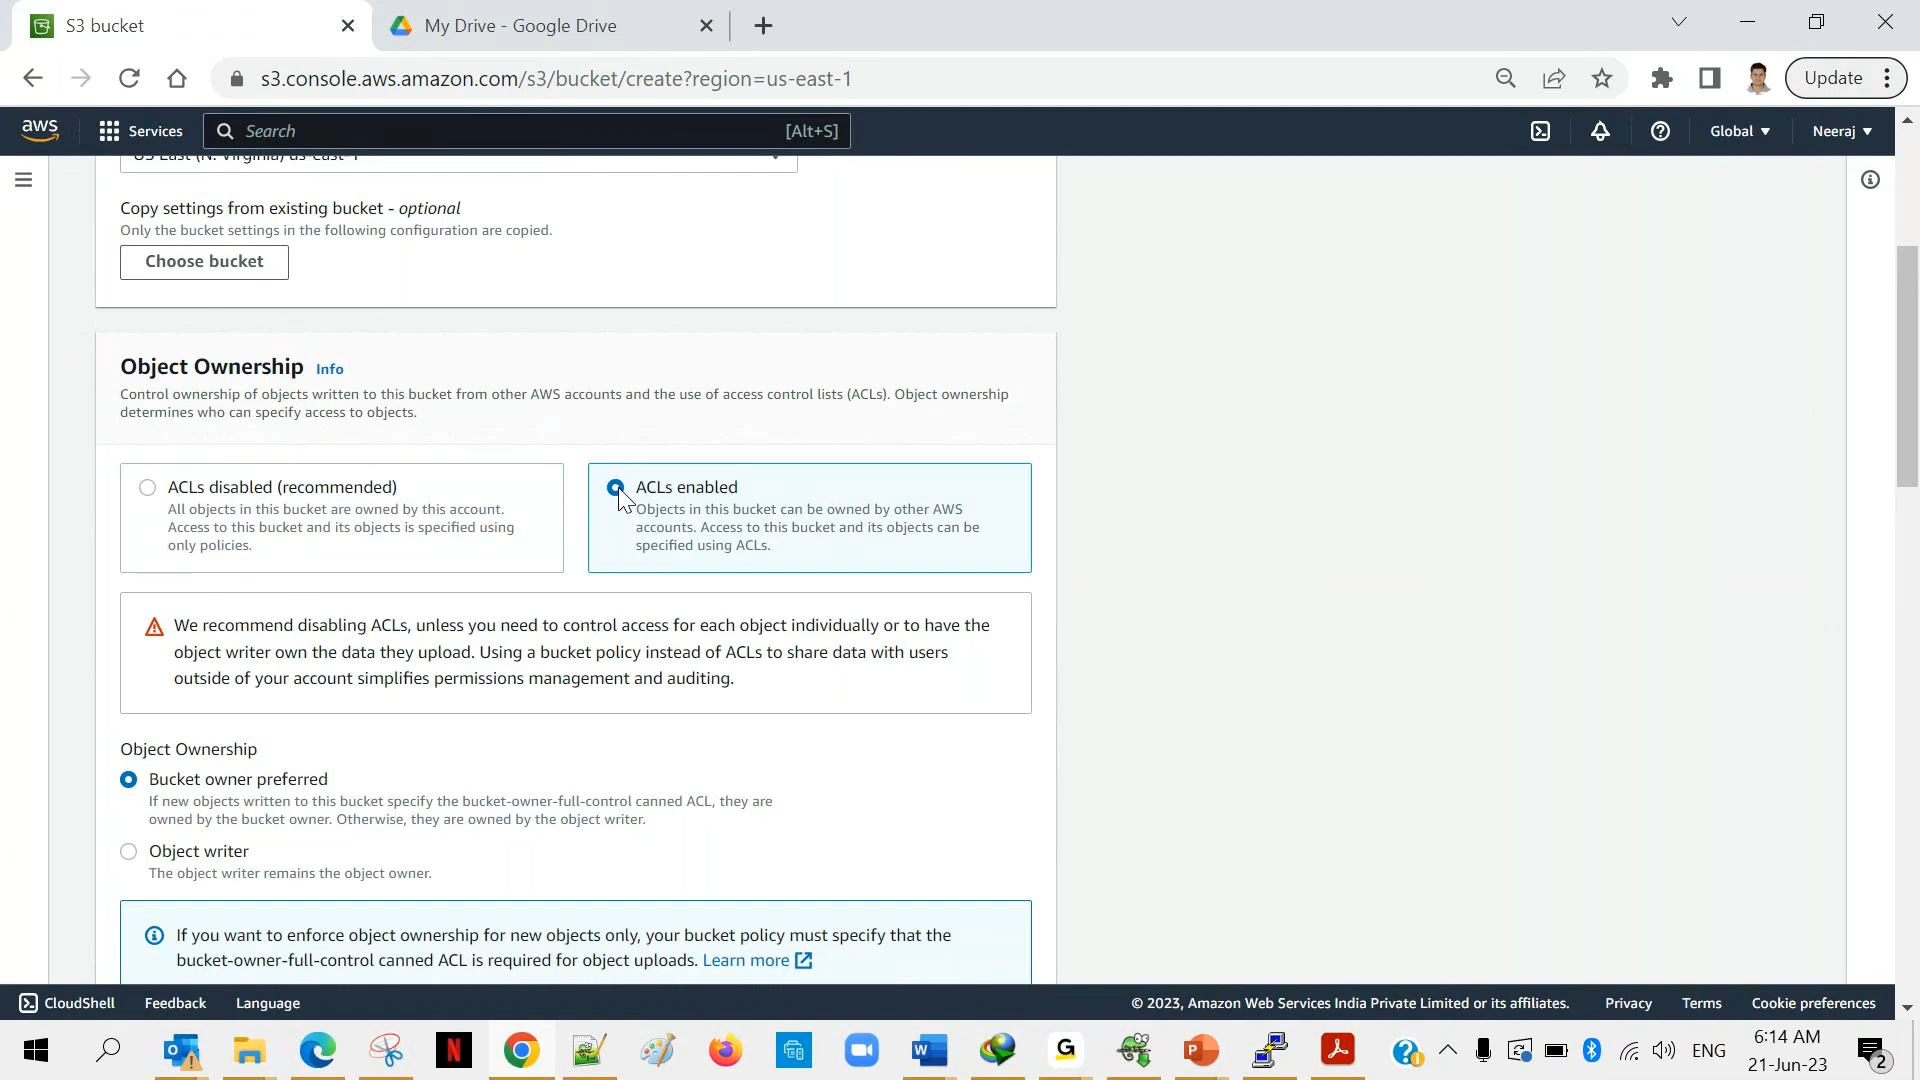 S3 bucket
My Drive - Google Drive
s3.console.aws.amazon.com/s3/bucket/create?region=us-east-1
Update
aws
Services
Search
[Alt+S]
Global
Neeraj
US East (N. Virginia) us-east-1
Copy settings from existing bucket - optional
Only the bucket settings in the following configuration are copied.
Choose bucket
Object Ownership Info
Control ownership of objects written to this bucket from other AWS accounts and the use of access control lists (ACLs). Object ownership
determines who can specify access to objects.
ACLs disabled (recommended)
All objects in this bucket are owned by this account.
Access to this bucket and its objects is specified using
only policies.
ACLs enabled
Objects in this bucket can be owned by other AWS
accounts. Access to this bucket and its objects can be
specified using ACLs.
We recommend disabling ACLs, unless you need to control access for each object individually or to have the
object writer own the data they upload. Using a bucket policy instead of ACLs to share data with users
outside of your account simplifies permissions management and auditing.
Object Ownership
Bucket owner preferred
If new objects written to this bucket specify the bucket-owner-full-control canned ACL, they are
owned by the bucket owner. Otherwise, they are owned by the object writer.
Object writer
The object writer remains the object owner.
If you want to enforce object ownership for new objects only, your bucket policy must specify that the
bucket-owner-full-control canned ACL is required for object uploads. Learn more
CloudShell
Feedback
Language
© 2023, Amazon Web Services India Private Limited or its affiliates.
Privacy
Terms
Cookie preferences
ENG
6:14 AM
21-Jun-23
2